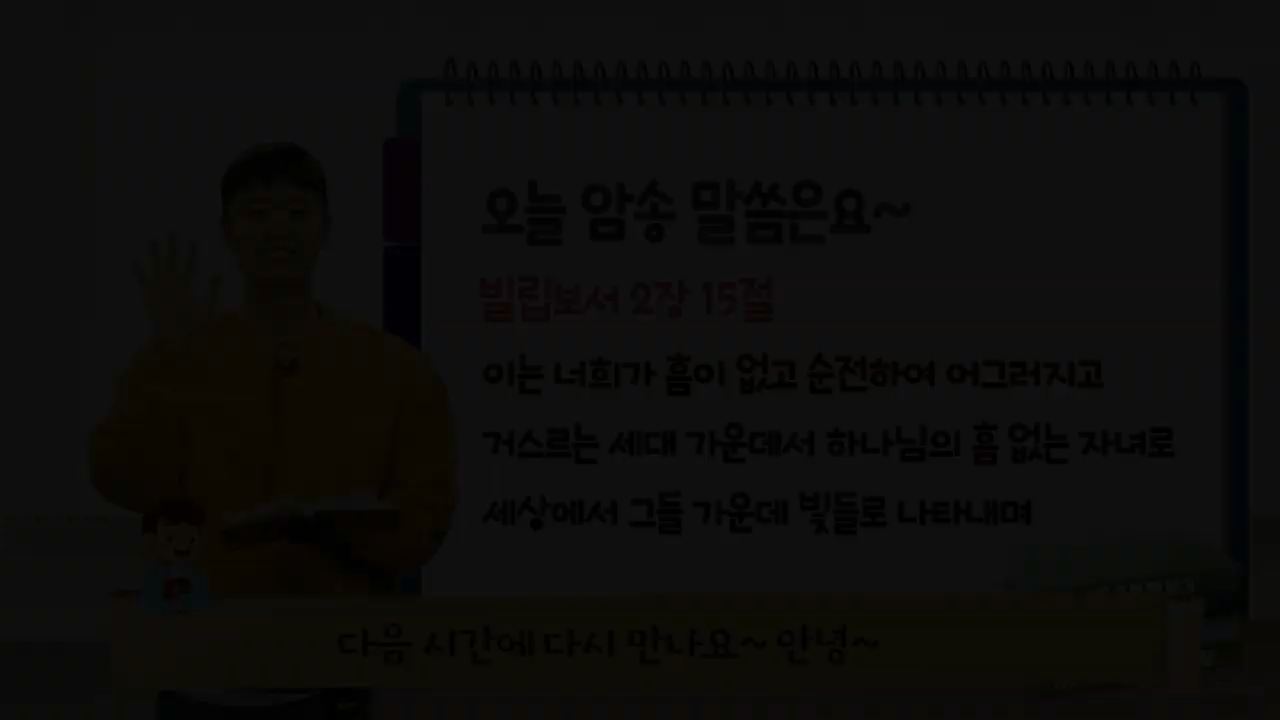 오늘 암송 말씀은요~
빌립보서 2장 15절
이는 너희가 흠이 없고 순전하여 어그러지고
거스르는 세대 가운데서 하나님의 흠 없는 자녀로
세상에서 그들 가운데 빛들로 나타내며
다음 시간에 다시 만나요~ 안녕~